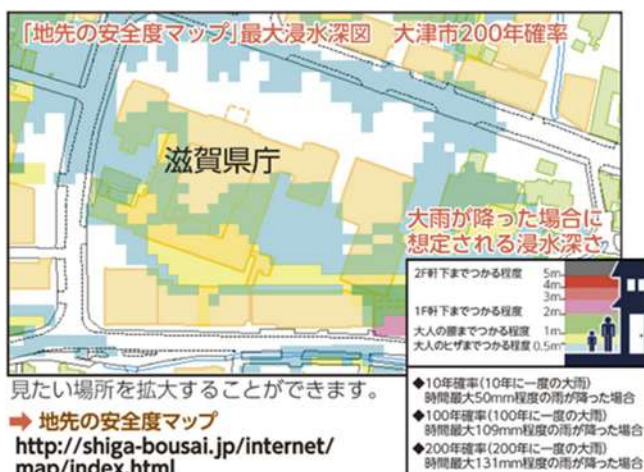 「地先の安全度マップ」最大浸水深図　大津市200年確率
滋賀県庁
大雨が降った場合に
想定される浸水深さ
2F軒下までつかる程度　5m
4m
3m
1F軒下までつかる程度　2m
大人の腰までつかる程度　1m
大人のヒザまでつかる程度　0.5m
見たい場所を拡大することができます。
➡ 地先の安全度マップ
http://shiga-bousai.jp/internet/
map/index.html
◆10年確率(10年に一度の大雨)
時間最大50mm程度の雨が降った場合
◆100年確率(100年に一度の大雨)
時間最大109mm程度の雨が降った場合
◆200年確率(200年に一度の大雨)
時間最大131mm程度の雨が降った場合